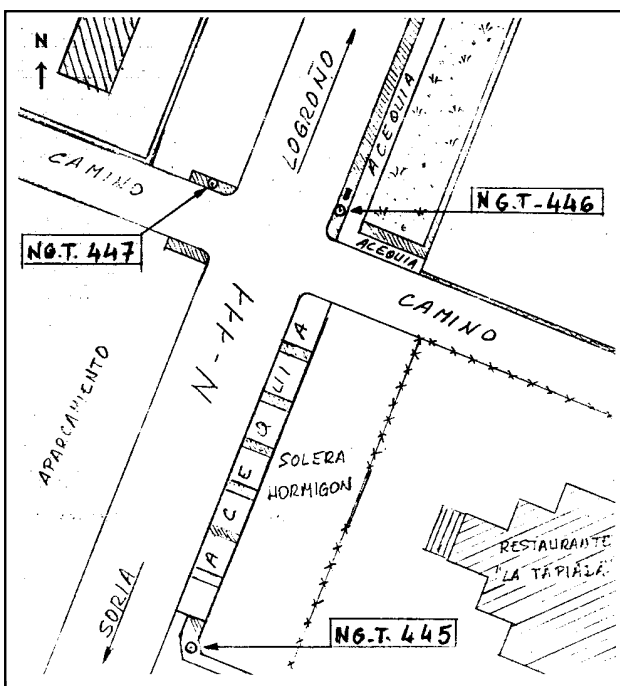 N
LOGROÑO
ACEQUIA
CAMINO
NG.T-446
NG.T. 447
ACEQUIA
CAMINO
N-111
APARCAMIENTO
ACEQUIA
SOLERA
HORMIGON
RESTAURANTE
"LA TAPIADA"
SORIA
NG.T. 445